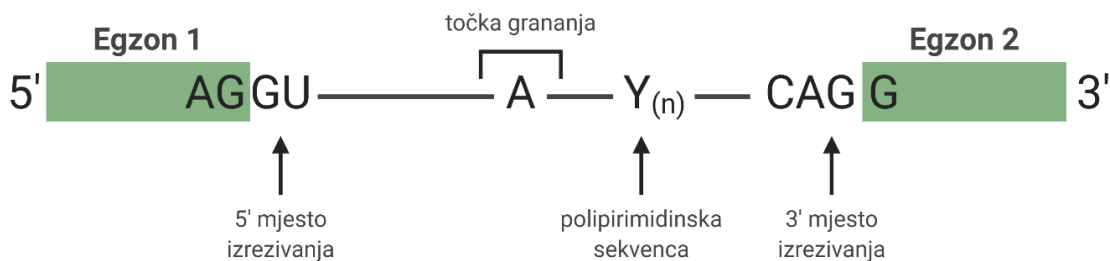 točka grananja
Egzon 1
Egzon 2
5' AGGU A Y(n) CAG G 3'
5' mjesto
izrezivanja
polipirimidinska
sekvenca
3' mjesto
izrezivanja